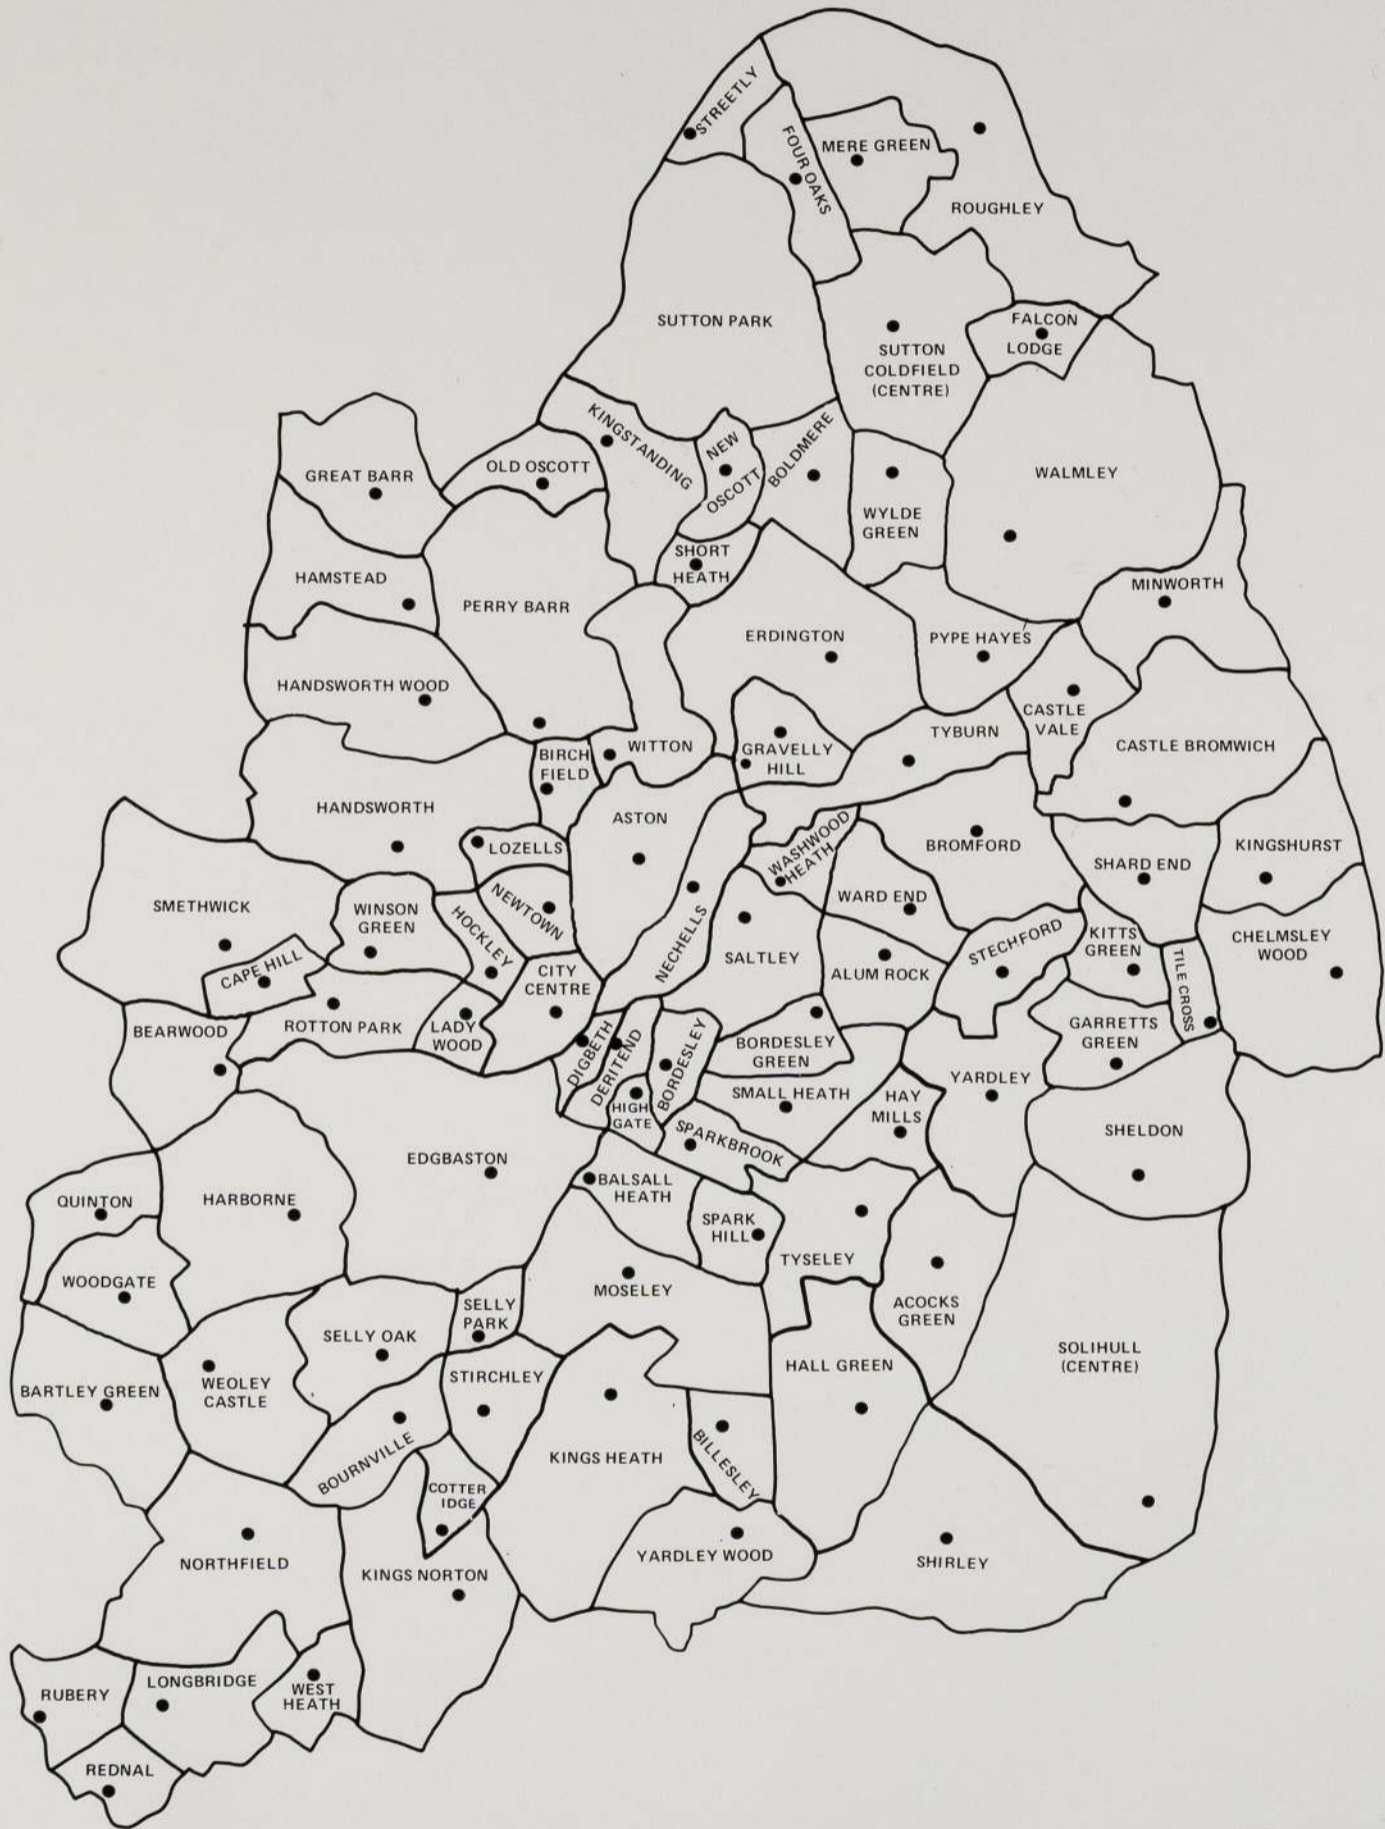 STREETLY
FOUR OAKS
MERE GREEN
ROUGHLEY
SUTTON PARK
FALCON
LODGE
SUTTON
COLDFIELD
(CENTRE)
KINGSTANDING
NEW
OSCOTT
BOLDMERE
GREAT BARR
OLD OSCOTT
WALMLEY
WYLDE
GREEN
SHORT
HEATH
HAMSTEAD
PERRY BARR
MINWORTH
ERDINGTON
PYPE HAYES
HANDSWORTH WOOD
CASTLE
VALE
TYBURN
CASTLE BROMWICH
BIRCH
FIELD
WITTON
GRAVELLY
HILL
HANDSWORTH
ASTON
LOZELLS
WASHWOOD
HEATH
BROMFORD
SHARD END
KINGSHURST
SMETHWICK
WINSON
GREEN
HOCKLEY
NEWTOWN
NECHELLS
WARD END
CAPE HILL
CITY
CENTRE
SALTLEY
ALUM ROCK
STECHFORD
KITTS
GREEN
TILE CROSS
CHELMSLEY
WOOD
BEARWOOD
ROTTON PARK
LADY
WOOD
DIGBETH
DERITEND
BORDESLEY
BORDESLEY
GREEN
GARRETTS
GREEN
HIGH
GATE
SMALL HEATH
HAY
MILLS
YARDLEY
SPARKBROOK
SHELDON
EDGBASTON
BALSALL
HEATH
QUINTON
HARBORNE
SPARK
HILL
TYSELEY
WOODGATE
MOSELEY
SELLY
PARK
ACOCKS
GREEN
SELLY OAK
SOLIHULL
(CENTRE)
BARTLEY GREEN
WEOLEY
CASTLE
STIRCHLEY
HALL GREEN
BOURNVILLE
KINGS HEATH
BILLESLEY
COTTER
IDGE
NORTHFIELD
KINGS NORTON
YARDLEY WOOD
SHIRLEY
RUBERY
LONGBRIDGE
WEST
HEATH
REDNAL